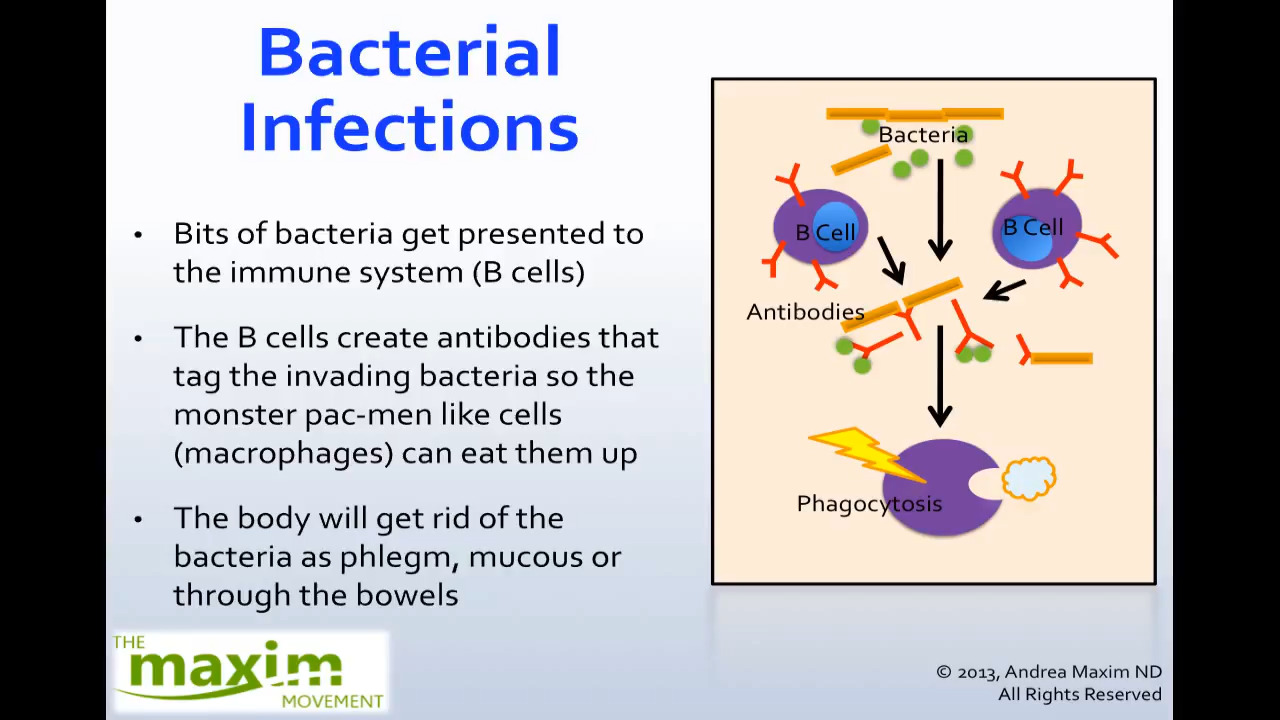 Bacterial
Infections
• Bits of bacteria get presented to
the immune system (B cells)
• The B cells create antibodies that
tag the invading bacteria so the
monster pac-men like cells
(macrophages) can eat them up
• The body will get rid of the
bacteria as phlegm, mucous or
through the bowels
Bacteria
B Cell
B Cell
Antibodies
Phagocytosis
THE
maxim
MOVEMENT
© 2013, Andrea Maxim ND
All Rights Reserved